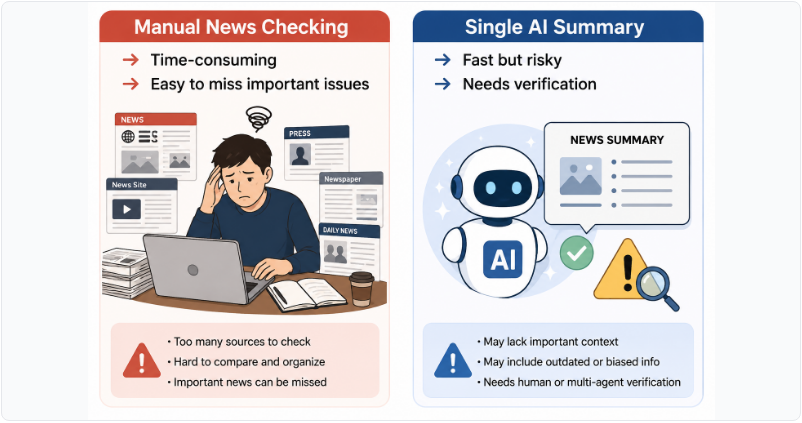 Manual News Checking
→ Time-consuming
→ Easy to miss important issues
NEWS
News Site
PRESS
Newspaper
DAILY NEWS
• Too many sources to check
• Hard to compare and organize
• Important news can be missed
Single AI Summary
→ Fast but risky
→ Needs verification
NEWS SUMMARY
AI
• May lack important context
• May include outdated or biased info
• Needs human or multi-agent verification